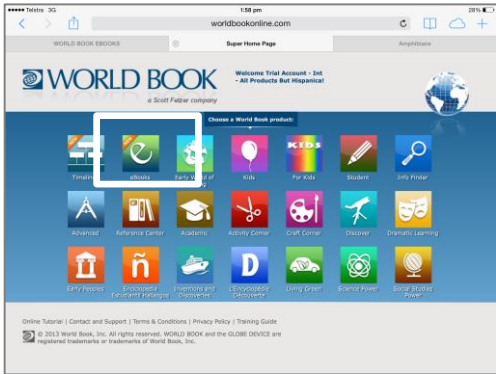 Telstra 3G 1:58 pm 28%
worldbookonline.com
WORLD BOOK EBOOKS Super Home Page Amphibians
WORLD BOOK
a Scott Fetzer company
Welcome Trial Account - Int
- All Products But Hispanica!
Choose a World Book product:
Timelines eBooks Early World of Kids For Kids Student Info Finder
KIDS
Advanced Reference Center Academic Activity Corner Craft Corner Discover Dramatic Learning
ñ D
Early Peoples Enciclopedia Estudiantil Hallazgos Inventions and Discoveries L'Encyclopédie Découverte Living Green Science Power Social Studies Power
Online Tutorial | Contact and Support | Terms & Conditions | Privacy Policy | Training Guide
© 2013 World Book, Inc. All rights reserved. WORLD BOOK and the GLOBE DEVICE are
registered trademarks or trademarks of World Book, Inc.